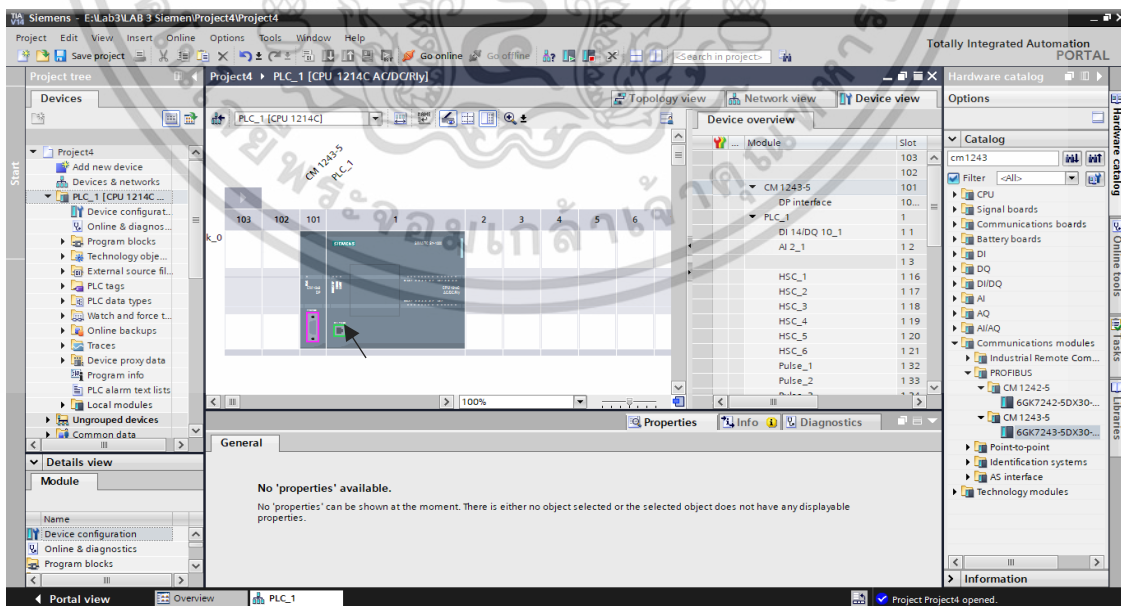 TIA V14 Siemens - E:\Lab3\LAB 3 Siemen\Project4\Project4
Project Edit View Insert Online Options Tools Window Help
Save project Go online Go offline <Search in project>
Totally Integrated Automation
PORTAL
Project tree
Devices
Start
Project4
Add new device
Devices & networks
PLC_1 [CPU 1214C ...
Device configurat...
Online & diagnos...
Program blocks
Technology obje...
External source fil...
PLC tags
PLC data types
Watch and force t...
Online backups
Traces
Device proxy data
Program info
PLC alarm text lists
Local modules
Ungrouped devices
Common data
Details view
Module
Name
Device configuration
Online & diagnostics
Program blocks
Project4 PLC_1 [CPU 1214C AC/DC/Rly]
Topology view Network view Device view
PLC_1 [CPU 1214C]
CM 1243-5
PLC_1
103 102 101 1 2 3 4 5 6
k_0
SIEMENS
100%
Device overview
... Module Slot
103
102
CM 1243-5 101
DP interface 10...
PLC_1 1
DI 14/DQ 10_1 1 1
AI 2_1 1 2
1 3
HSC_1 1 16
HSC_2 1 17
HSC_3 1 18
HSC_4 1 19
HSC_5 1 20
HSC_6 1 21
Pulse_1 1 32
Pulse_2 1 33
Properties Info Diagnostics
General
No 'properties' available.
No 'properties' can be shown at the moment. There is either no object selected or the selected object does not have any displayable
properties.
Hardware catalog
Options
Catalog
cm1243
Filter <All>
CPU
Signal boards
Communications boards
Battery boards
DI
DQ
DI/DQ
AI
AQ
AI/AQ
Communications modules
Industrial Remote Com...
PROFIBUS
CM 1242-5
6GK7242-5DX30-...
CM 1243-5
6GK7243-5DX30-...
Point-to-point
Identification systems
AS interface
Technology modules
Information
Hardware catalog
Online tools
Tasks
Libraries
Portal view Overview PLC_1
Project Project4 opened.